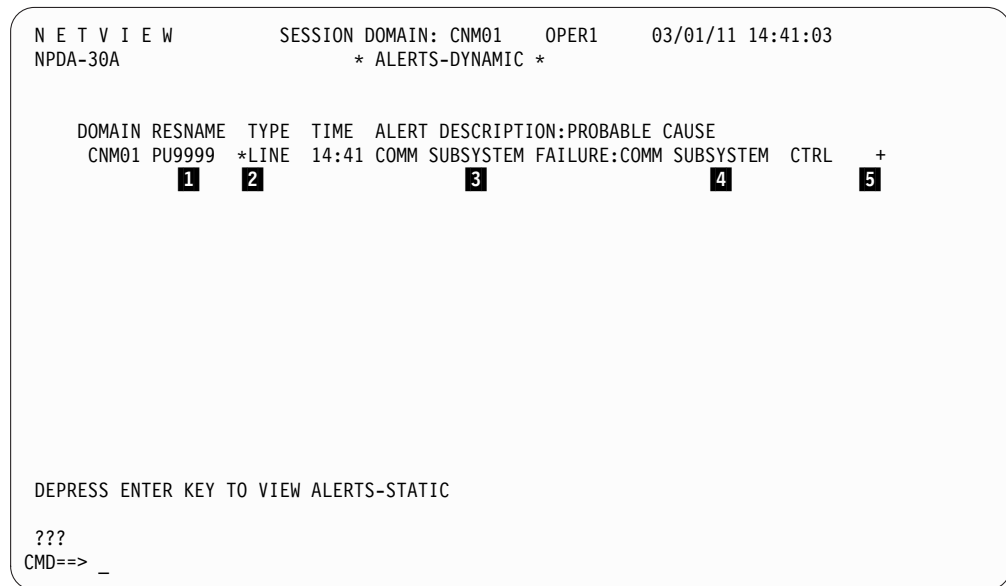 N E T V I E W SESSION DOMAIN: CNM01 OPER1 03/01/11 14:41:03
NPDA-30A * ALERTS-DYNAMIC *
DOMAIN RESNAME TYPE TIME ALERT DESCRIPTION:PROBABLE CAUSE
CNM01 PU9999 *LINE 14:41 COMM SUBSYSTEM FAILURE:COMM SUBSYSTEM CTRL +
1 2 3 4 5
DEPRESS ENTER KEY TO VIEW ALERTS-STATIC
???
CMD==> _